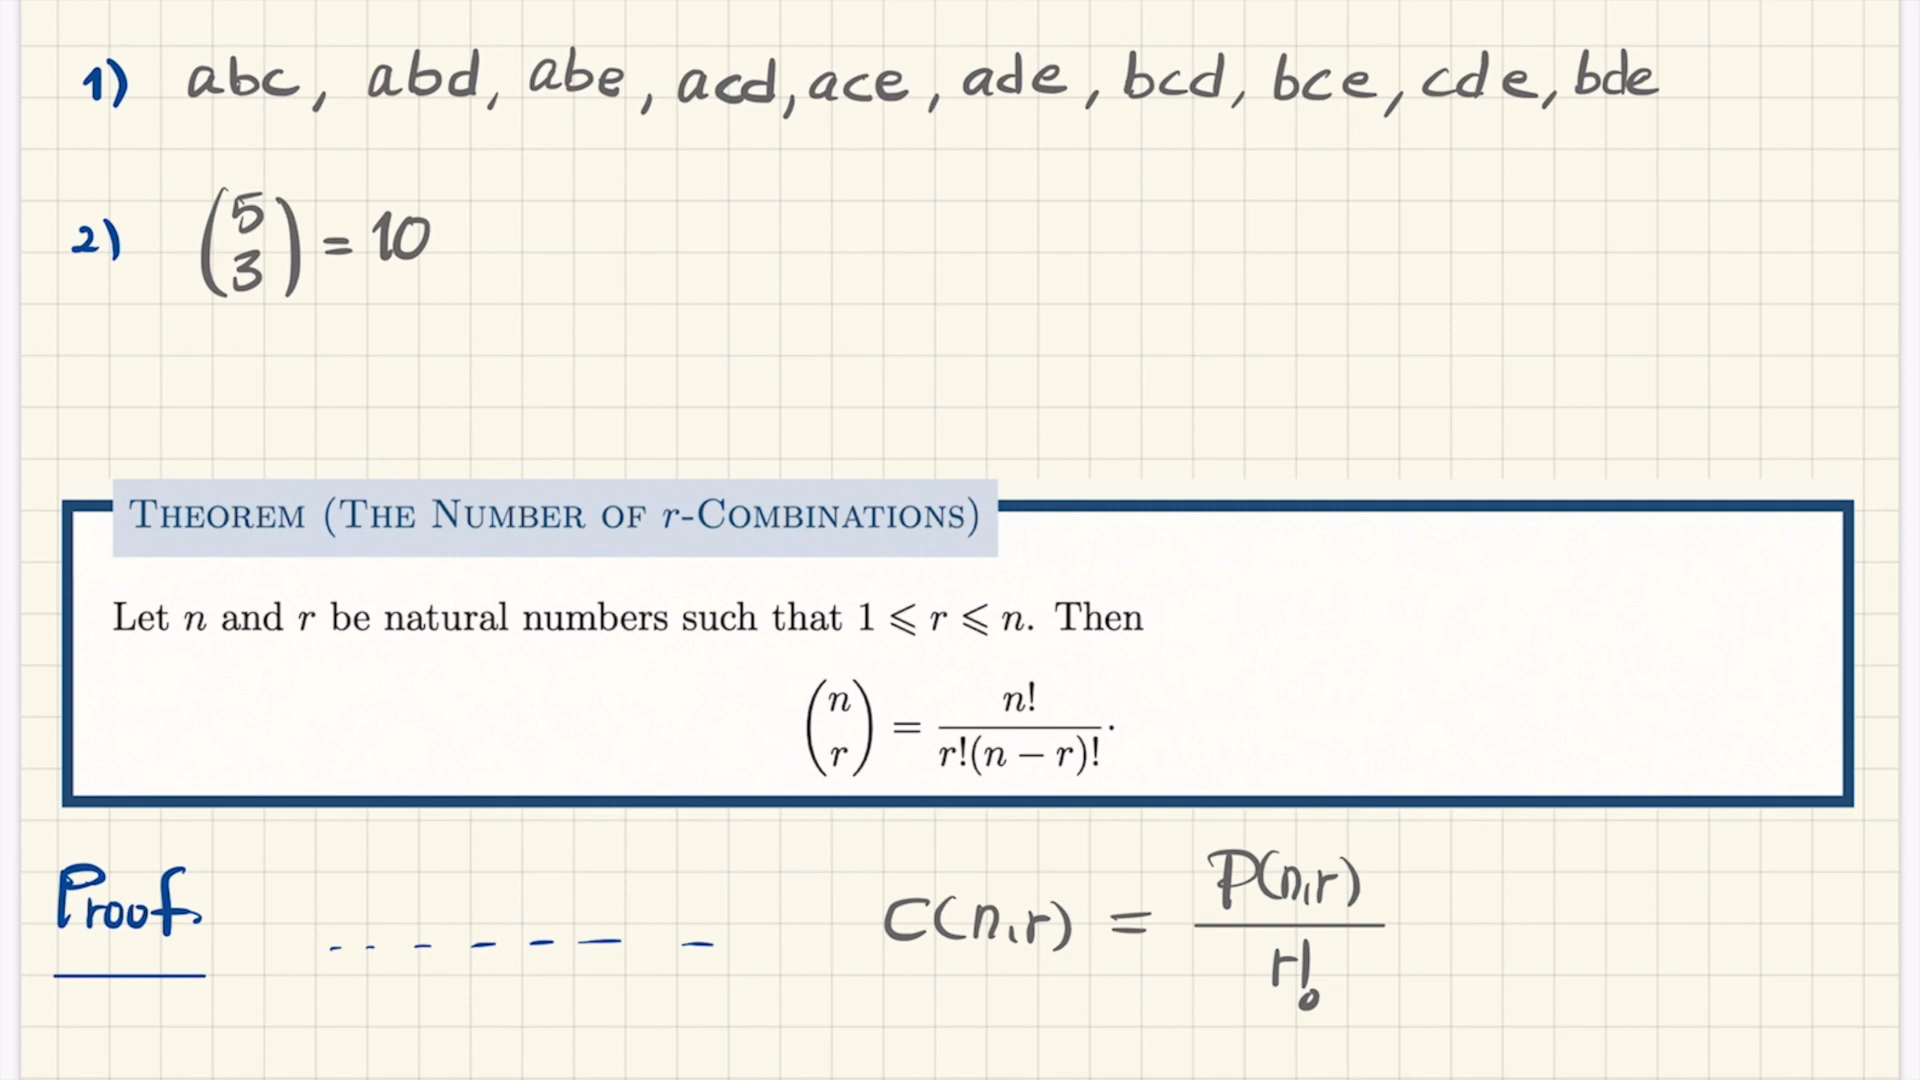 1) abc, abd, abe, acd, ace, ade, bcd, bce, cde, bde
2) (5 3) = 10
THEOREM (THE NUMBER OF r-COMBINATIONS)
Let n and r be natural numbers such that 1 ⩽ r ⩽ n. Then
(n r) = n! / r!(n − r)!.
Proof C(n,r) = P(n,r) / r!